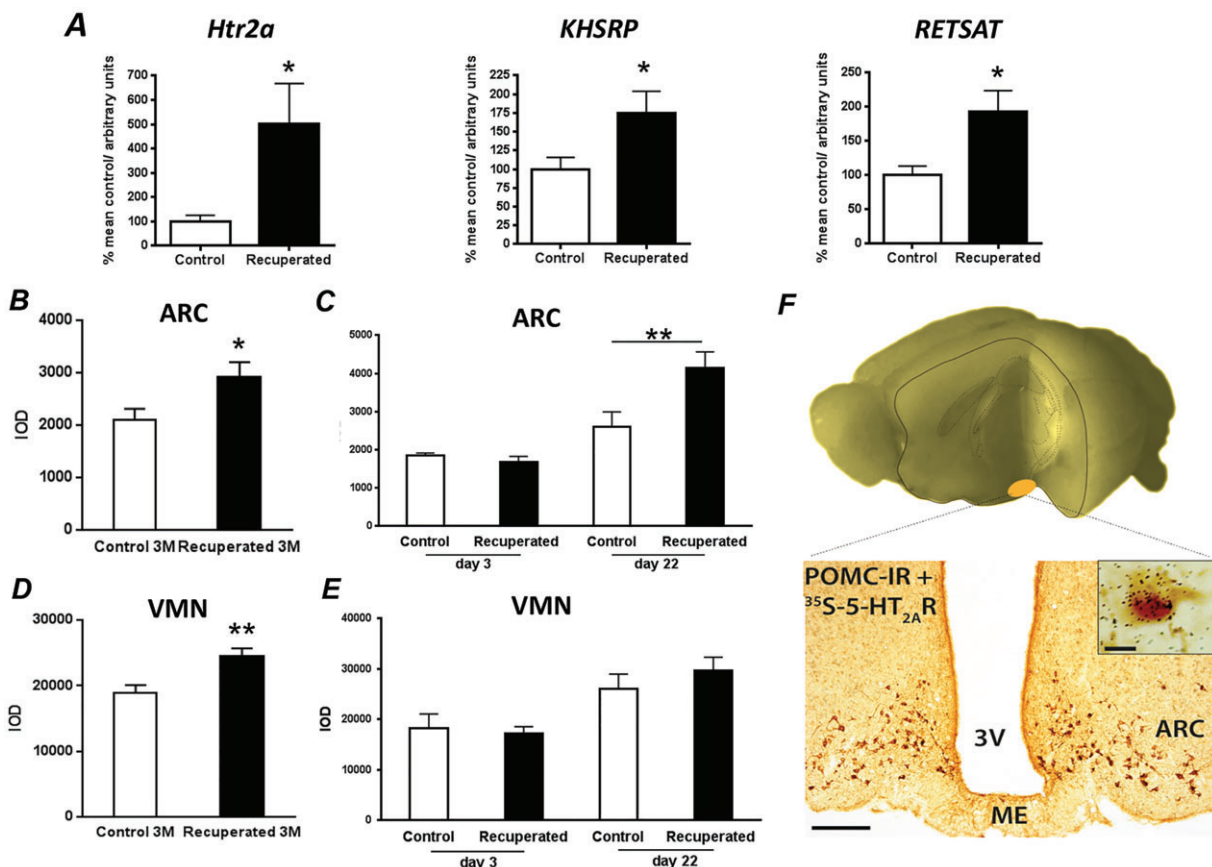 A
Htr2a
% mean control/ arbitrary units
700
600
500
400
300
200
100
0
*
Control
Recuperated
KHSRP
% mean control/ arbitrary units
225
200
175
150
125
100
75
50
25
0
*
Control
Recuperated
RETSAT
% mean control/ arbitrary units
250
200
150
100
50
0
*
Control
Recuperated
B
ARC
IOD
4000
3000
2000
1000
0
*
Control 3M
Recuperated 3M
C
ARC
5000
4000
3000
2000
1000
0
**
Control
Recuperated
Control
Recuperated
day 3
day 22
D
VMN
IOD
30000
20000
10000
0
**
Control 3M
Recuperated 3M
E
VMN
IOD
40000
30000
20000
10000
0
Control
Recuperated
Control
Recuperated
day 3
day 22
F
POMC-IR +
³⁵S-5-HT₂ₐR
3V
ARC
ME